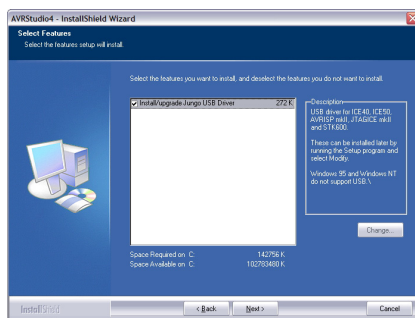 AVRStudio4 - InstallShield Wizard
Select Features
Select the features setup will install.
Select the features you want to install, and deselect the features you do not want to install.
Install/upgrade Jungo USB Driver 272 K
Description
USB driver for ICE40, ICE50,
AVRISP mkII, JTAGICE mkII
and STK600.
These can be installed later by
running the Setup program and
select Modify.
Windows 95 and Windows NT
do not support USB.\
Change...
Space Required on C: 142756 K
Space Available on C: 102783480 K
InstallShield
< Back
Next >
Cancel